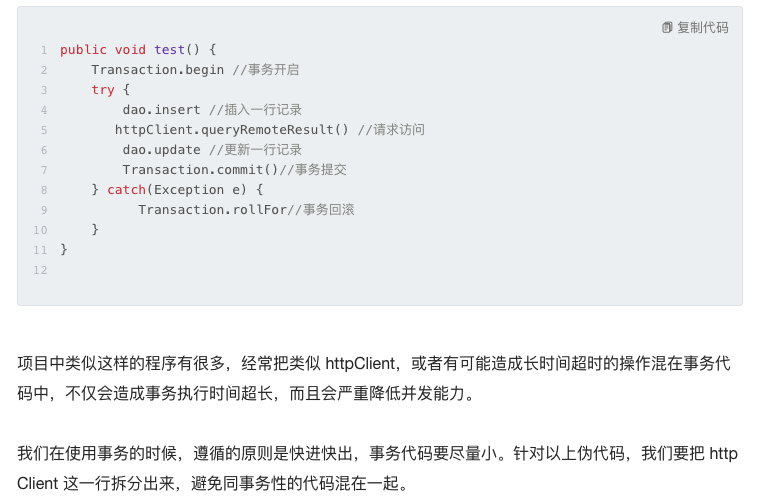 复制代码
1 public void test() {
2 Transaction.begin //事务开启
3 try {
4 dao.insert //插入一行记录
5 httpClient.queryRemoteResult() //请求访问
6 dao.update //更新一行记录
7 Transaction.commit()//事务提交
8 } catch(Exception e) {
9 Transaction.rollFor//事务回滚
10 }
11 }
12
项目中类似这样的程序有很多，经常把类似 httpClient，或者有可能造成长时间超时的操作混在事务代
码中，不仅会造成事务执行时间超长，而且会严重降低并发能力。
我们在使用事务的时候，遵循的原则是快进快出，事务代码要尽量小。针对以上伪代码，我们要把 http
Client 这一行拆分出来，避免同事务性的代码混在一起。